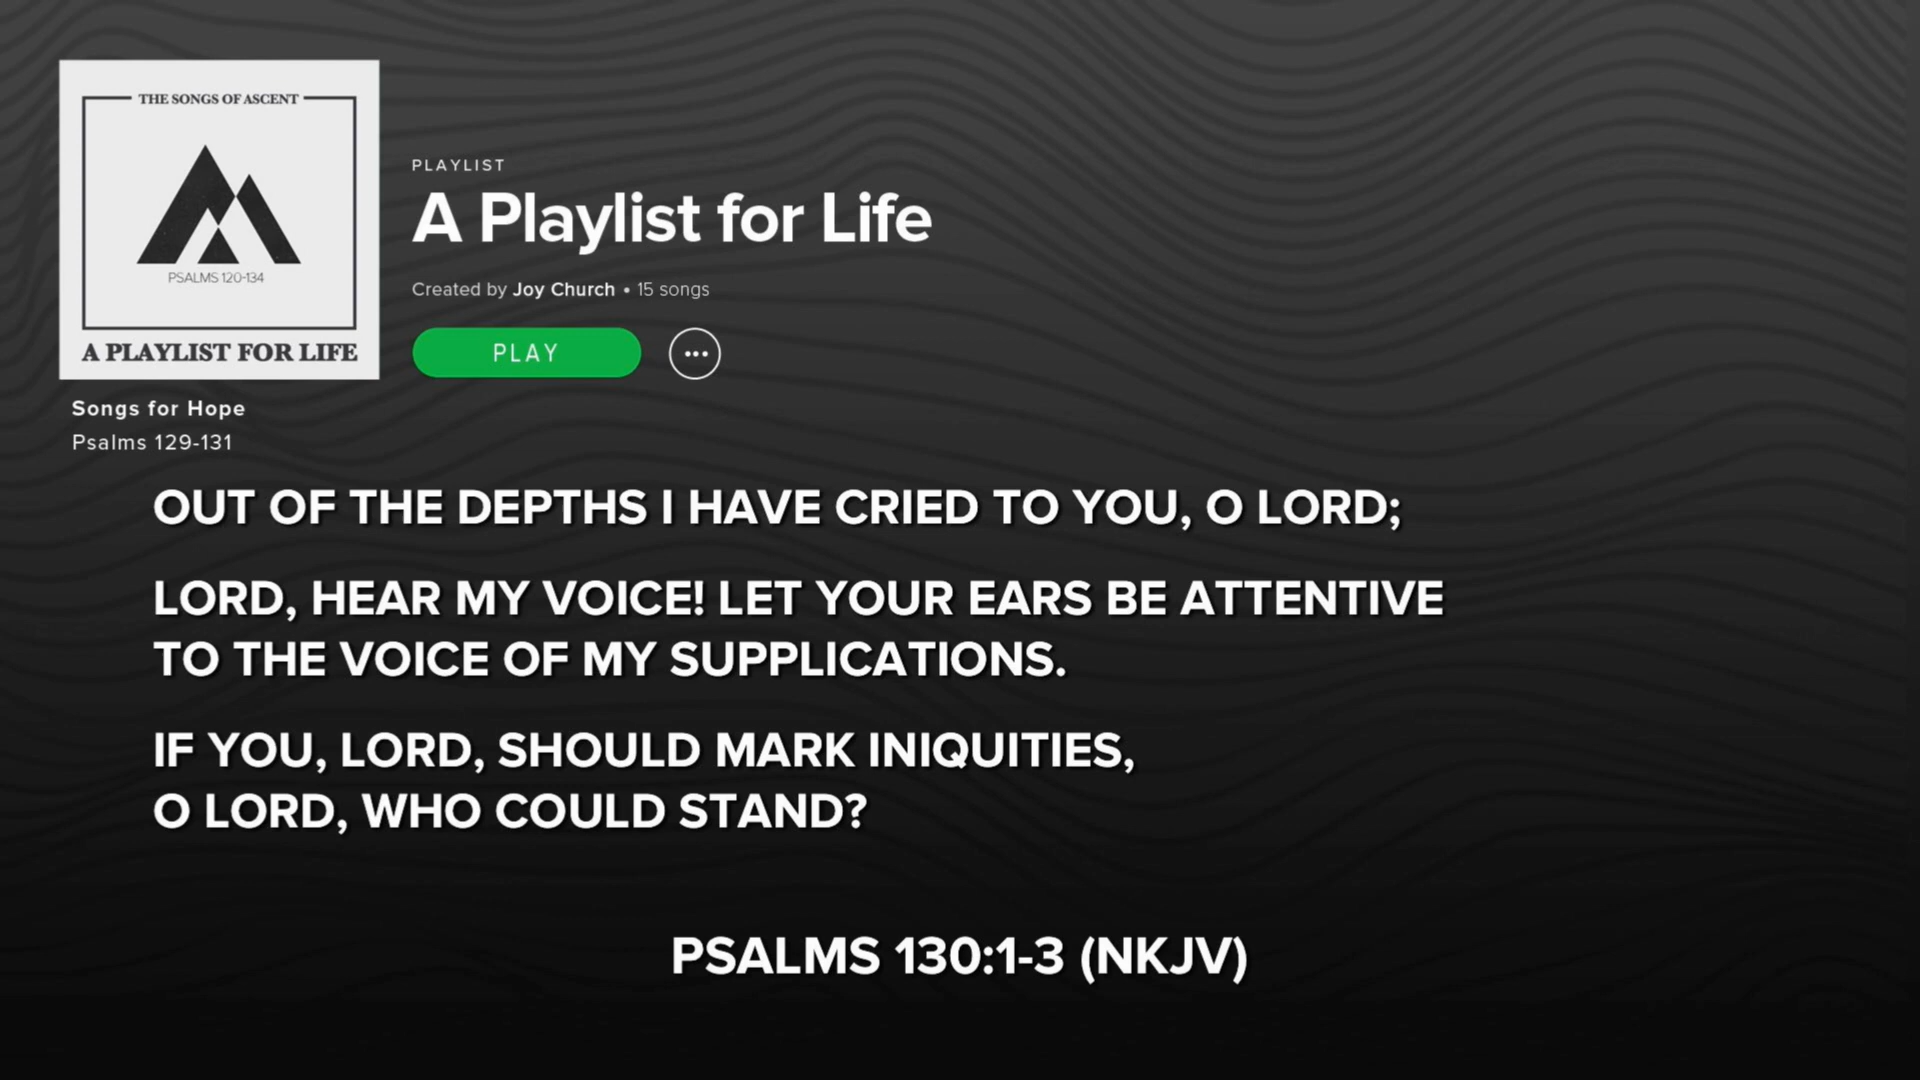 THE SONGS OF ASCENT
PSALMS 120-134
A PLAYLIST FOR LIFE
PLAYLIST
A Playlist for Life
Created by Joy Church • 15 songs
PLAY
Songs for Hope
Psalms 129-131
OUT OF THE DEPTHS I HAVE CRIED TO YOU, O LORD;
LORD, HEAR MY VOICE! LET YOUR EARS BE ATTENTIVE
TO THE VOICE OF MY SUPPLICATIONS.
IF YOU, LORD, SHOULD MARK INIQUITIES,
O LORD, WHO COULD STAND?
PSALMS 130:1-3 (NKJV)